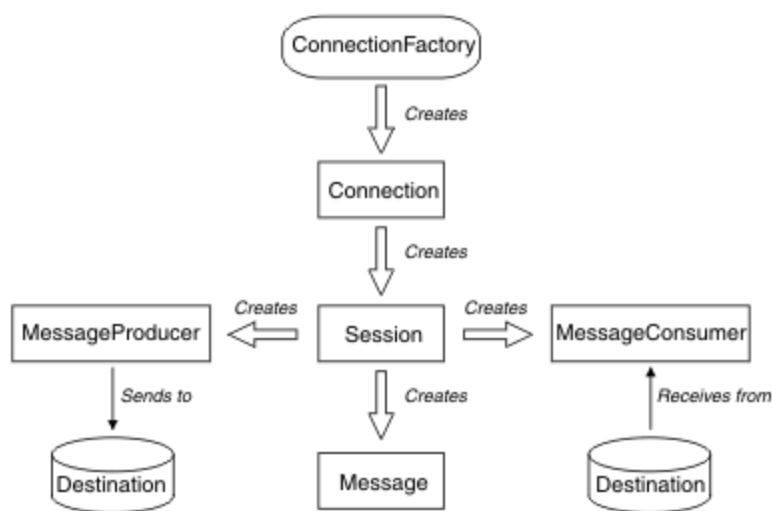 ConnectionFactory
Creates
Connection
Creates
Creates
Creates
MessageProducer
Session
MessageConsumer
Sends to
Creates
Receives from
Destination
Message
Destination